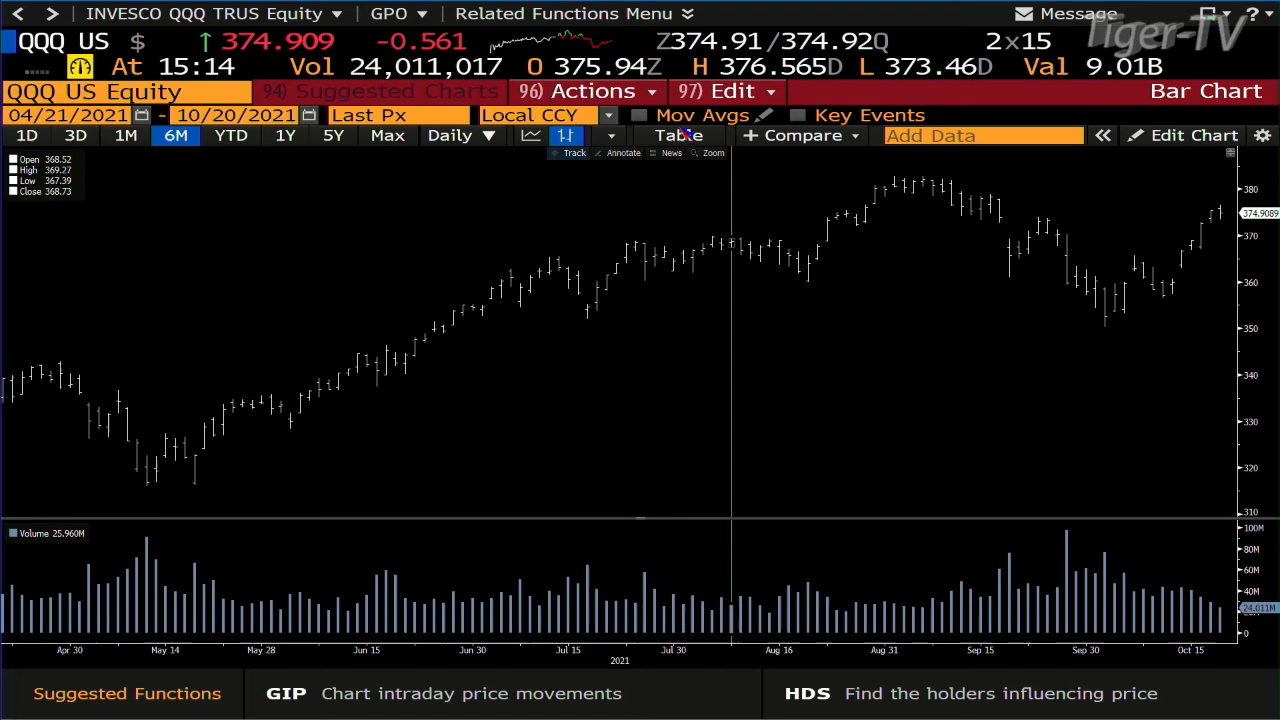 < > INVESCO QQQ TRUS Equity GPO Related Functions Menu Message ?
Tiger-TV
QQQ US $ ↑ 374.909 -0.561 Z374.91/374.92Q 2x15
At 15:14 Vol 24,011,017 O 375.94Z H 376.565D L 373.46D Val 9.01B
QQQ US Equity 94) Suggested Charts 96) Actions 97) Edit Bar Chart
04/21/2021 - 10/20/2021 Last Px Local CCY Mov Avgs Key Events
1D 3D 1M 6M YTD 1Y 5Y Max Daily ▼ Table + Compare Add Data « Edit Chart
Track Annotate News Zoom
Open 368.52
High 369.27
Low 367.39
Close 368.73
380
374.9089
370
360
350
340
330
320
310
Volume 25.960M
100M
80M
60M
40M
24.011M
0
Apr 30 May 14 May 28 Jun 15 Jun 30 Jul 15 Jul 30 Aug 16 Aug 31 Sep 15 Sep 30 Oct 15
2021
Suggested Functions GIP Chart intraday price movements HDS Find the holders influencing price